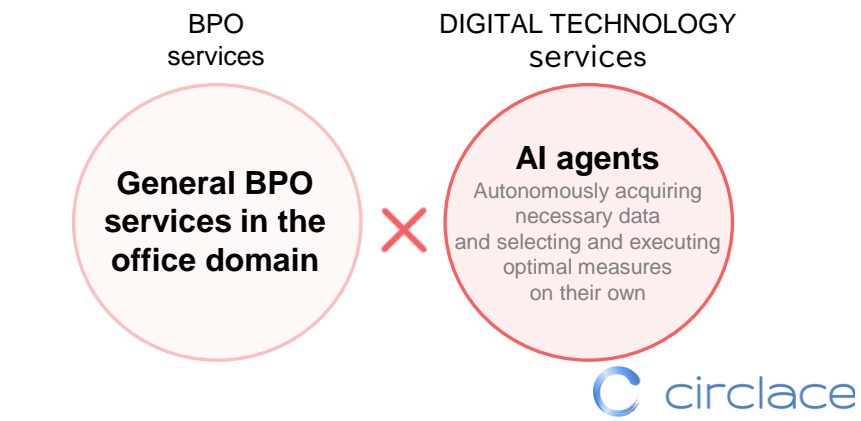 BPO
services
DIGITAL TECHNOLOGY
services
General BPO
services in the
office domain
AI agents
Autonomously acquiring
necessary data
and selecting and executing
optimal measures
on their own
circlace